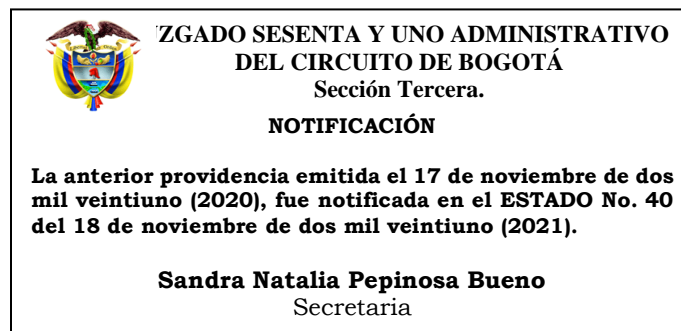 ZGADO SESENTA Y UNO ADMINISTRATIVO
DEL CIRCUITO DE BOGOTÁ
Sección Tercera.
NOTIFICACIÓN
La anterior providencia emitida el 17 de noviembre de dos
mil veintiuno (2020), fue notificada en el ESTADO No. 40
del 18 de noviembre de dos mil veintiuno (2021).
Sandra Natalia Pepinosa Bueno
Secretaria